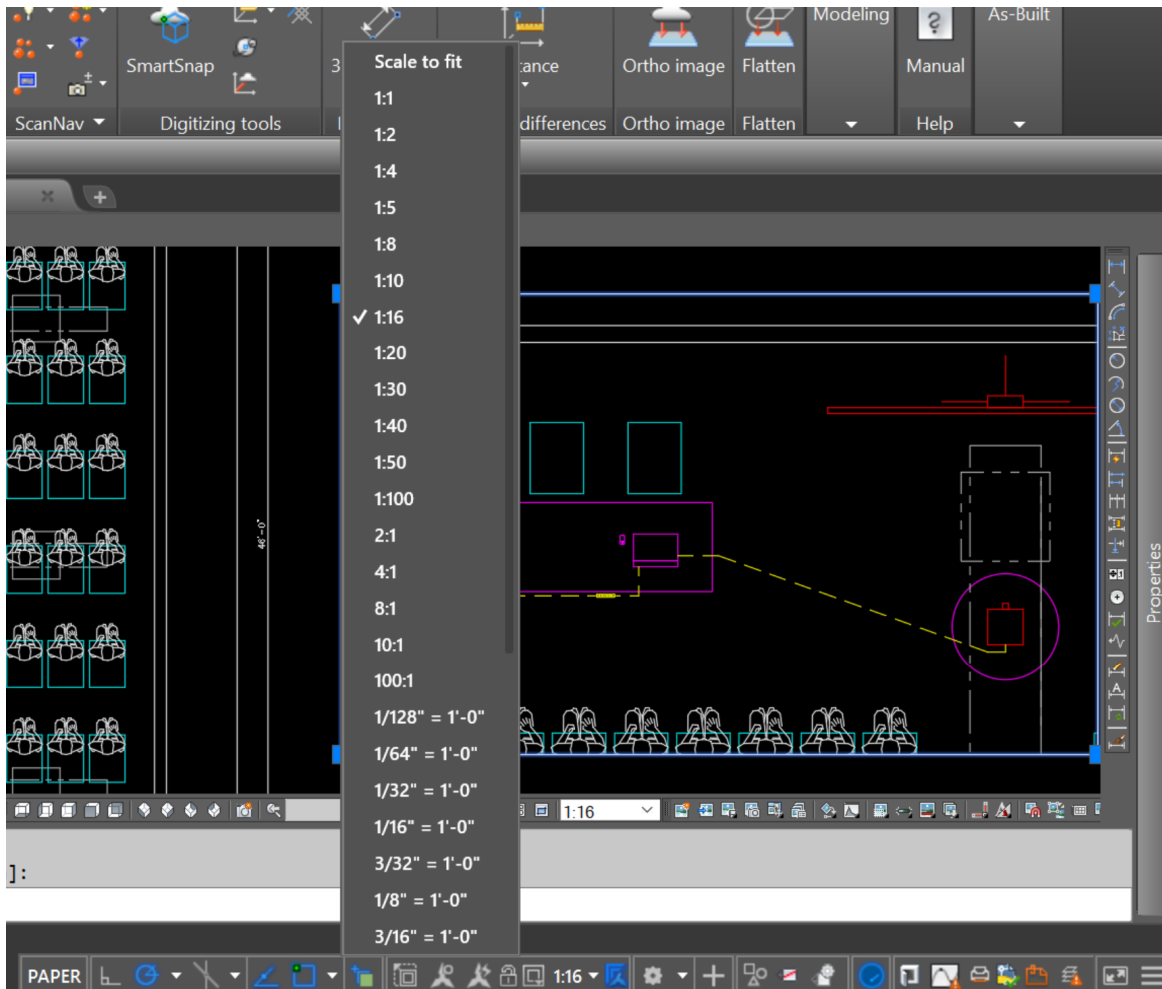 Modeling
As-Built
SmartSnap
3
ance
Ortho image
Flatten
Manual
ScanNav
Digitizing tools
differences
Ortho image
Flatten
Help
Scale to fit
1:1
1:2
1:4
1:5
1:8
1:10
1:16
1:20
1:30
1:40
1:50
1:100
2:1
4:1
8:1
10:1
100:1
1/128" = 1'-0"
1/64" = 1'-0"
1/32" = 1'-0"
1/16" = 1'-0"
3/32" = 1'-0"
1/8" = 1'-0"
3/16" = 1'-0"
46'-0"
Properties
1:16
]:
PAPER
1:16